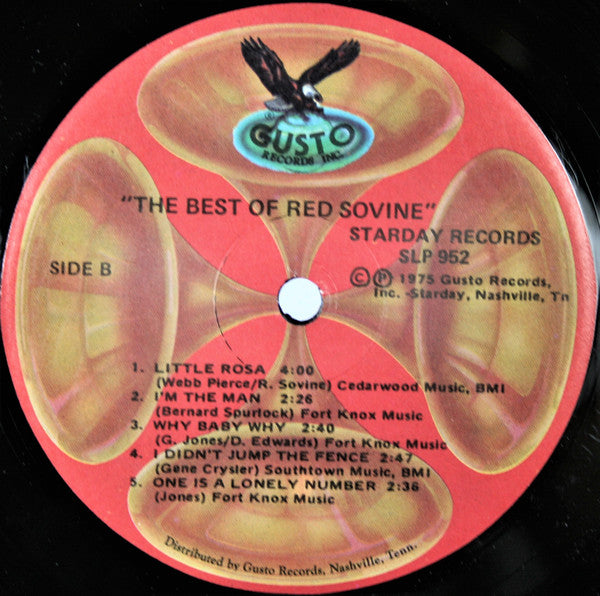 GUSTO
RECORDS INC.
"THE BEST OF RED SOVINE"
STARDAY RECORDS
SLP 952
SIDE B
© ℗ 1975 Gusto Records,
Inc. -Starday, Nashville, Tn
1. LITTLE ROSA 4:00
(Webb Pierce/R. Sovine) Cedarwood Music, BMI
2. I'M THE MAN 2:26
(Bernard Spurlock) Fort Knox Music
3. WHY BABY WHY 2:40
(G. Jones/D. Edwards) Fort Knox Music
4. I DIDN'T JUMP THE FENCE 2:47
(Gene Crysler) Southtown Music, BMI
5. ONE IS A LONELY NUMBER 2:36
(Jones) Fort Knox Music
Distributed by Gusto Records, Nashville, Tenn.